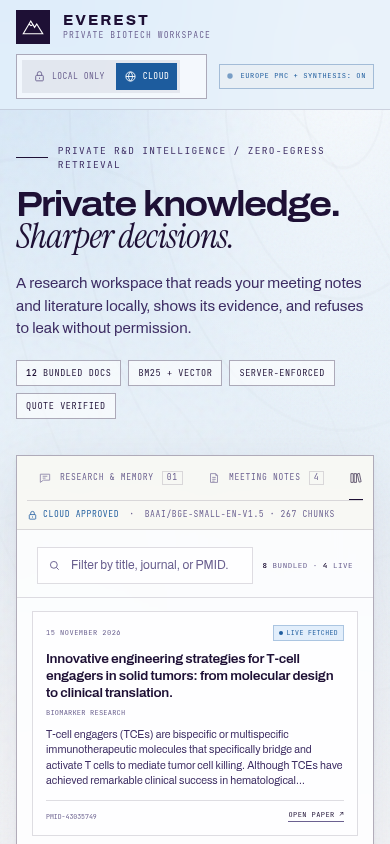 EVEREST
PRIVATE BIOTECH WORKSPACE
LOCAL ONLY
CLOUD
EUROPE PMC + SYNTHESIS: ON
PRIVATE R&D INTELLIGENCE / ZERO-EGRESS
RETRIEVAL
Private knowledge.
Sharper decisions.
A research workspace that reads your meeting notes
and literature locally, shows its evidence, and refuses
to leak without permission.
12 BUNDLED DOCS
BM25 + VECTOR
SERVER-ENFORCED
QUOTE VERIFIED
RESEARCH & MEMORY 01
MEETING NOTES 4
CLOUD APPROVED · BAAI/BGE-SMALL-EN-V1.5 · 267 CHUNKS
Filter by title, journal, or PMID.
8 BUNDLED · 4 LIVE
15 NOVEMBER 2026
LIVE FETCHED
Innovative engineering strategies for T-cell
engagers in solid tumors: from molecular design
to clinical translation.
BIOMARKER RESEARCH
T-cell engagers (TCEs) are bispecific or multispecific
immunotherapeutic molecules that specifically bridge and
activate T cells to mediate tumor cell killing. Although TCEs have
achieved remarkable clinical success in hematological...
PMID-43035749
OPEN PAPER ↗